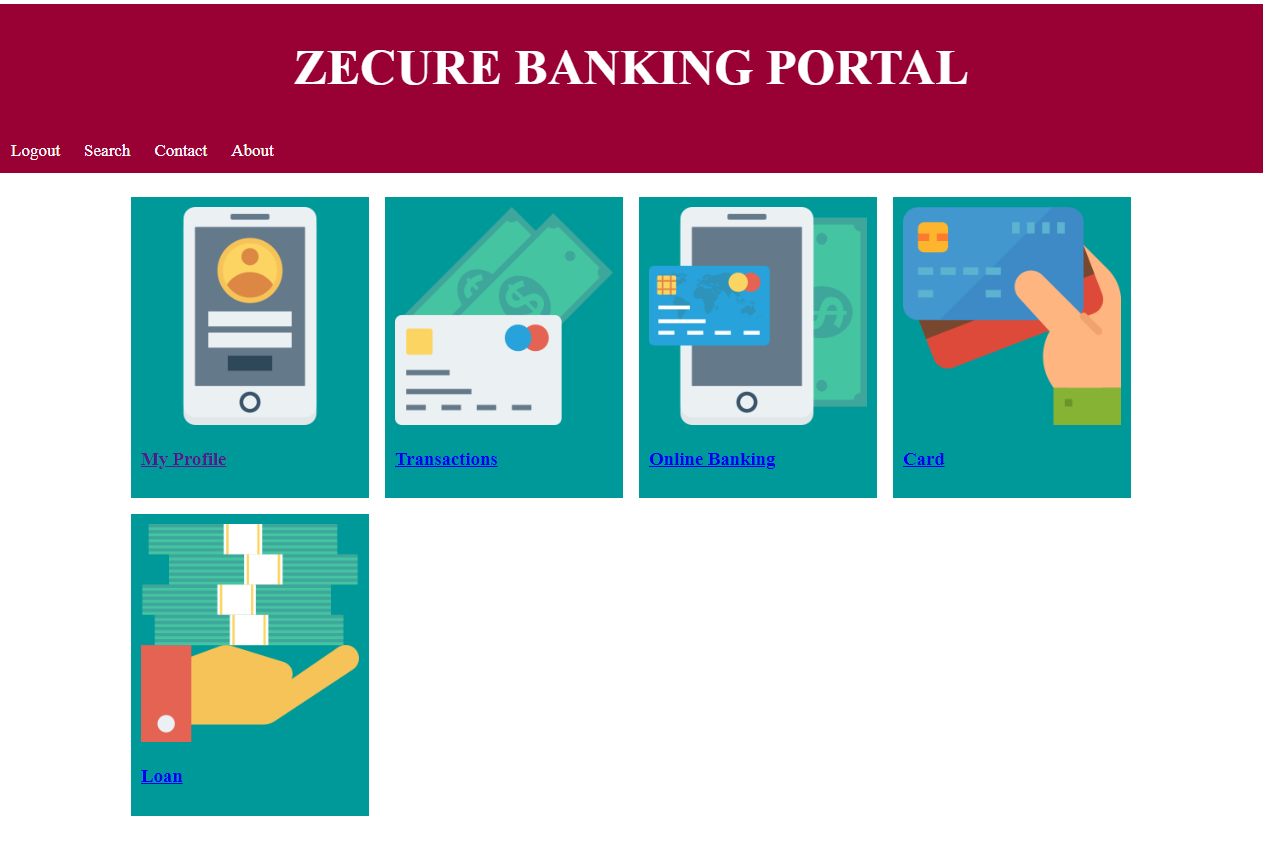 ZECURE BANKING PORTAL
Logout Search Contact About
My Profile Transactions Online Banking Card
Loan